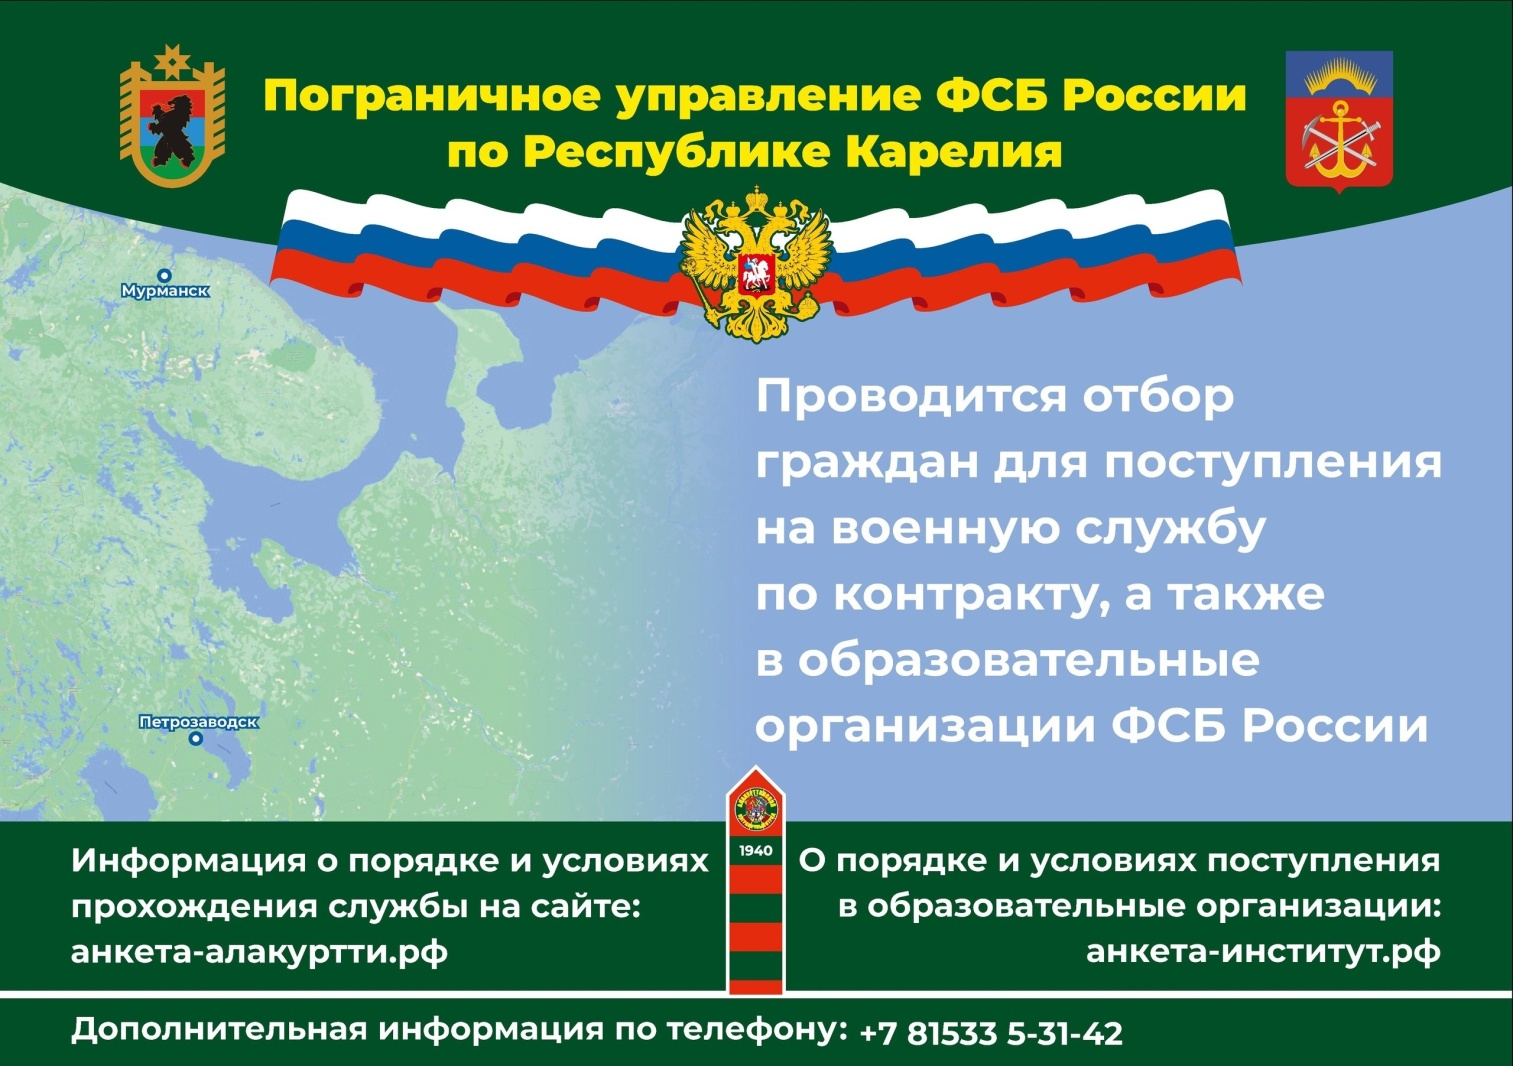 Пограничное управление ФСБ России
по Республике Карелия
Мурманск
Проводится отбор
граждан для поступления
на военную службу
по контракту, а также
в образовательные
организации ФСБ России
Петрозаводск
1940
Информация о порядке и условиях
прохождения службы на сайте:
анкета-алакуртти.рф
О порядке и условиях поступления
в образовательные организации:
анкета-институт.рф
Дополнительная информация по телефону: +7 81533 5-31-42